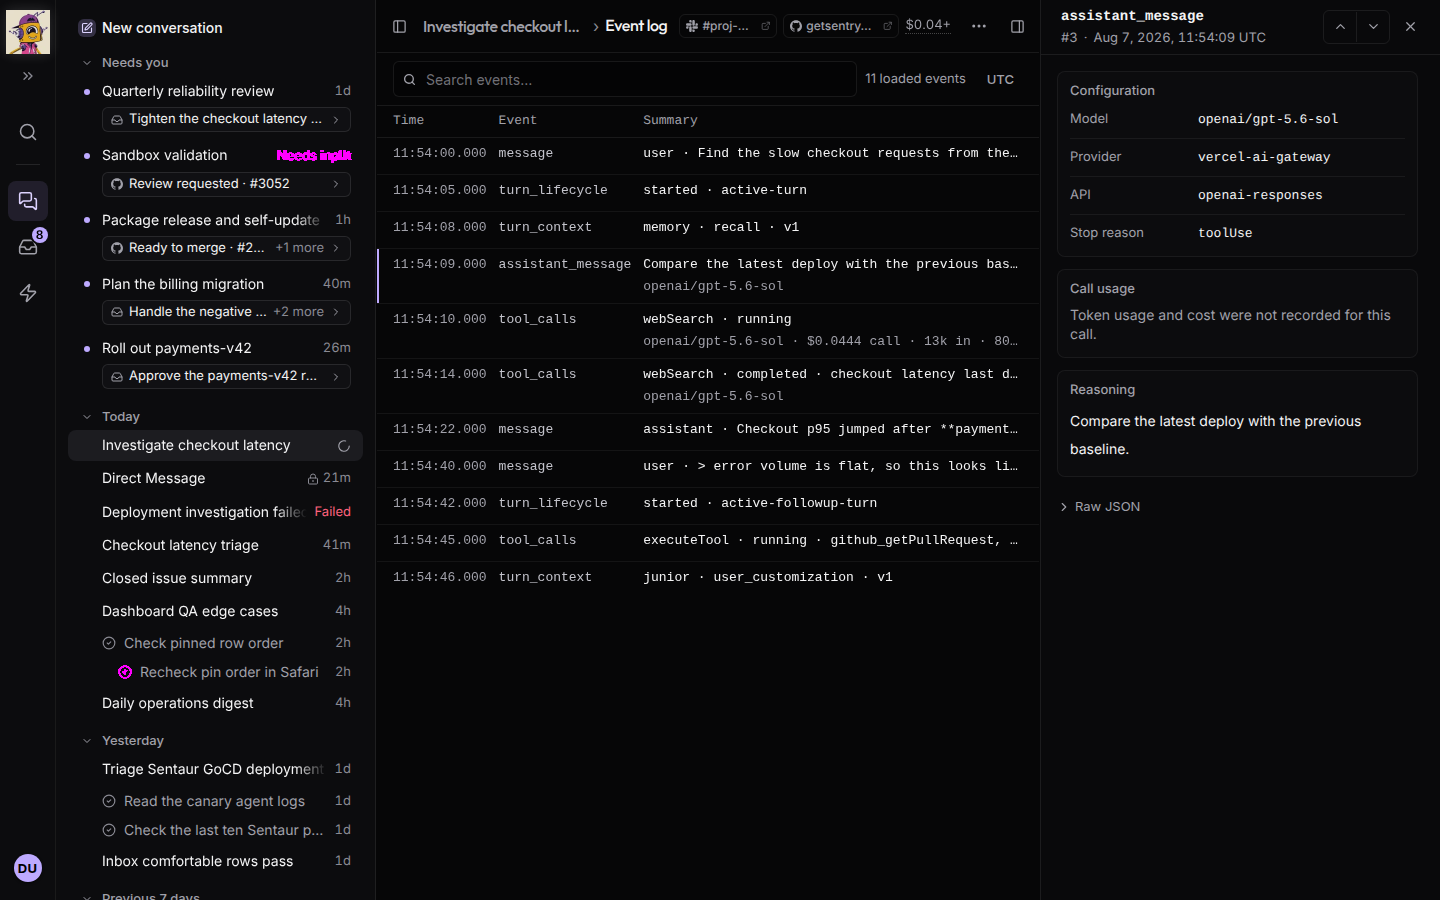 New conversation
Needs you
Quarterly reliability review 1d
Tighten the checkout latency ...
Sandbox validation Needs input
Review requested · #3052
Package release and self-update 1h
Ready to merge · #2... +1 more
Plan the billing migration 40m
Handle the negative ... +2 more
Roll out payments-v42 26m
Approve the payments-v42 r...
Today
Investigate checkout latency
Direct Message 21m
Deployment investigation failed Failed
Checkout latency triage 41m
Closed issue summary 2h
Dashboard QA edge cases 4h
Check pinned row order 2h
Recheck pin order in Safari 2h
Daily operations digest 4h
Yesterday
Triage Sentaur GoCD deployment 1d
Read the canary agent logs 1d
Check the last ten Sentaur p... 1d
Inbox comfortable rows pass 1d
Previous 7 days
8
DU
Investigate checkout l... › Event log #proj-... getsentry... $0.04+
Search events... 11 loaded events UTC
Time Event Summary
11:54:00.000 message user · Find the slow checkout requests from the…
11:54:05.000 turn_lifecycle started · active-turn
11:54:08.000 turn_context memory · recall · v1
11:54:09.000 assistant_message Compare the latest deploy with the previous bas…
openai/gpt-5.6-sol
11:54:10.000 tool_calls webSearch · running
openai/gpt-5.6-sol · $0.0444 call · 13k in · 80…
11:54:14.000 tool_calls webSearch · completed · checkout latency last d…
openai/gpt-5.6-sol
11:54:22.000 message assistant · Checkout p95 jumped after **payment…
11:54:40.000 message user · > error volume is flat, so this looks li…
11:54:42.000 turn_lifecycle started · active-followup-turn
11:54:45.000 tool_calls executeTool · running · github_getPullRequest, …
11:54:46.000 turn_context junior · user_customization · v1
assistant_message
#3 · Aug 7, 2026, 11:54:09 UTC
Configuration
Model openai/gpt-5.6-sol
Provider vercel-ai-gateway
API openai-responses
Stop reason toolUse
Call usage
Token usage and cost were not recorded for this
call.
Reasoning
Compare the latest deploy with the previous
baseline.
Raw JSON